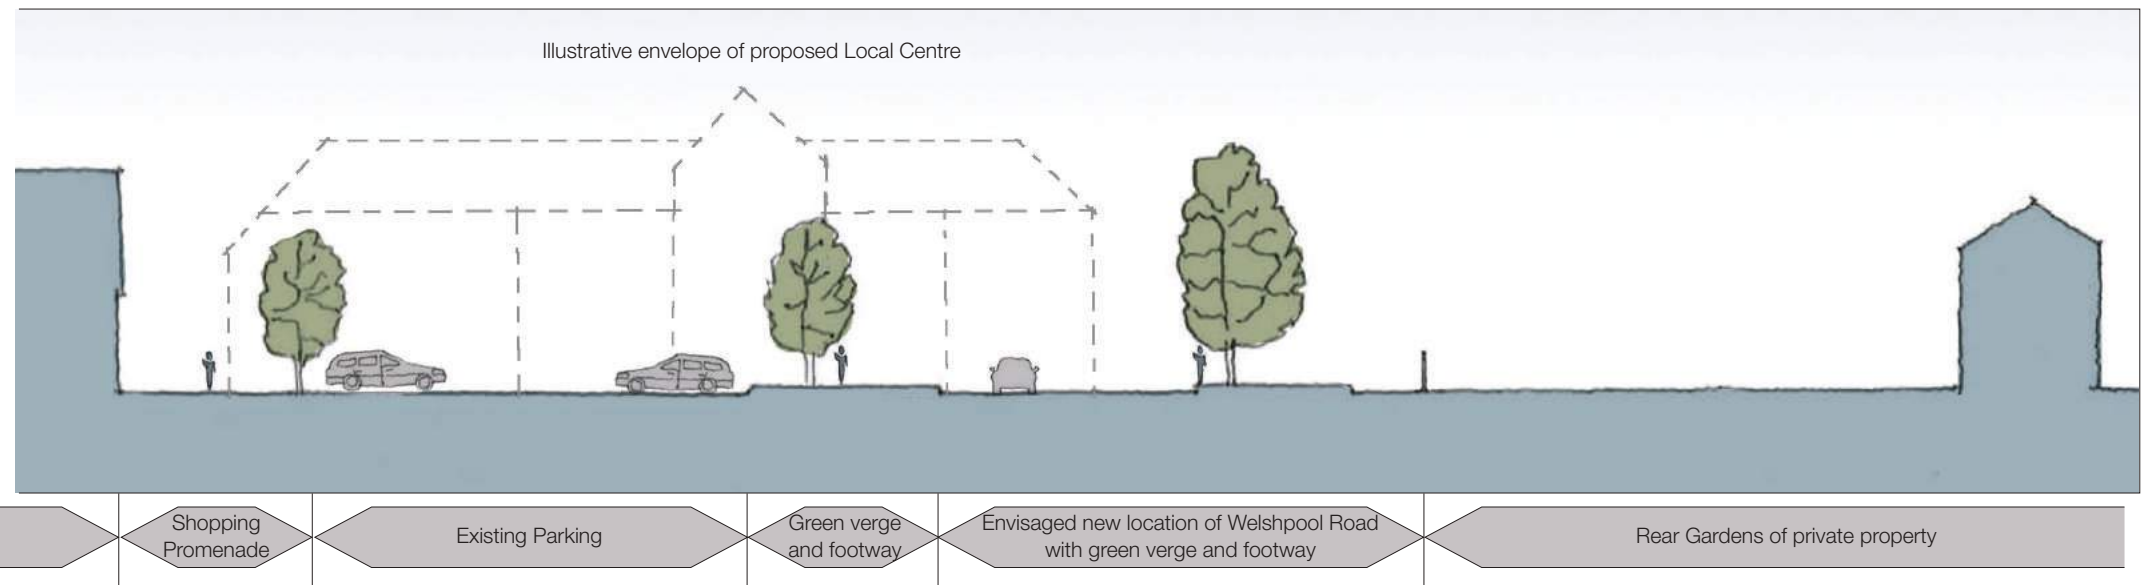 Illustrative envelope of proposed Local Centre
Shopping
Promenade
Existing Parking
Green verge
and footway
Envisaged new location of Welshpool Road
with green verge and footway
Rear Gardens of private property